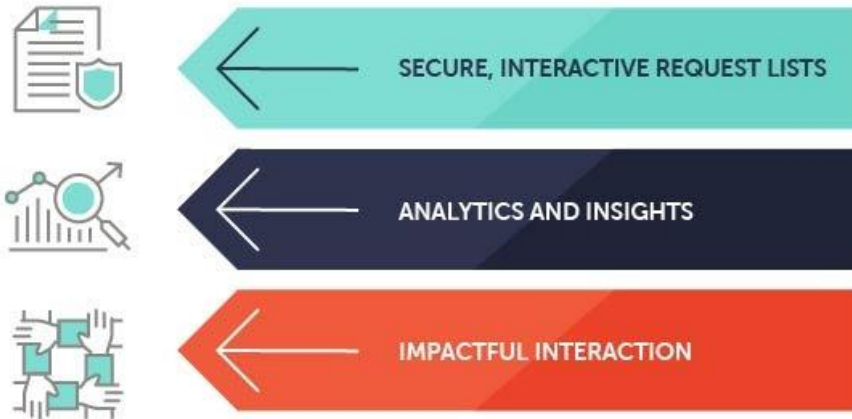 SECURE, INTERACTIVE REQUEST LISTS
ANALYTICS AND INSIGHTS
IMPACTFUL INTERACTION